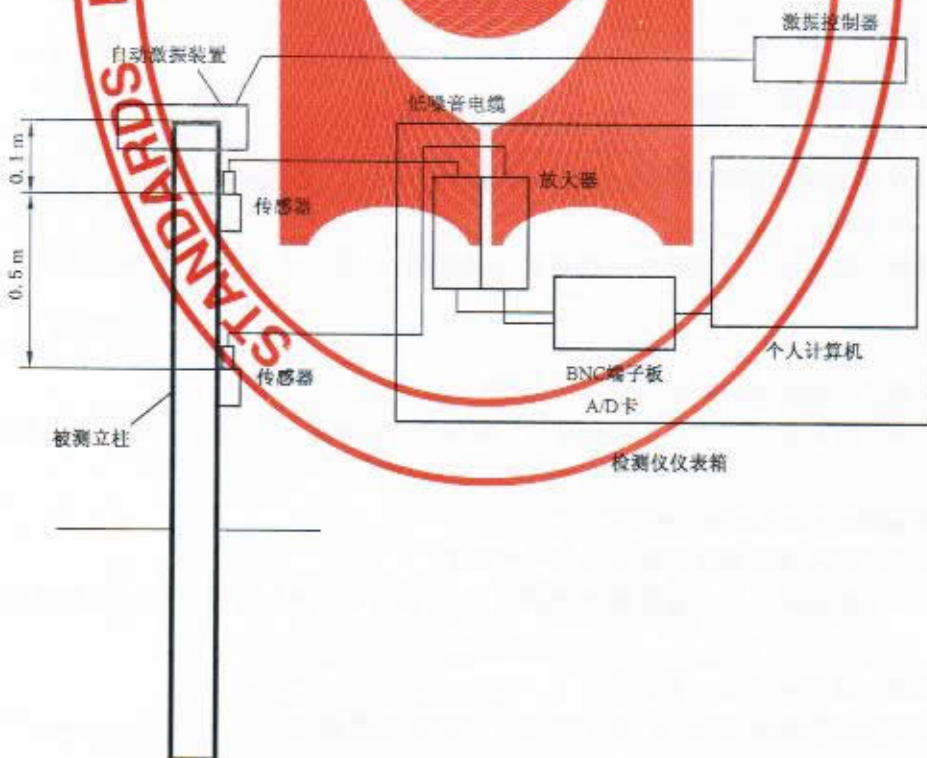 激振控制器
自动激振装置
低噪音电缆
0.1 m
放大器
传感器
STANDARDS
0.5 m
个人计算机
传感器
BNC端子板
A/D卡
被测立柱
检测仪仪表箱